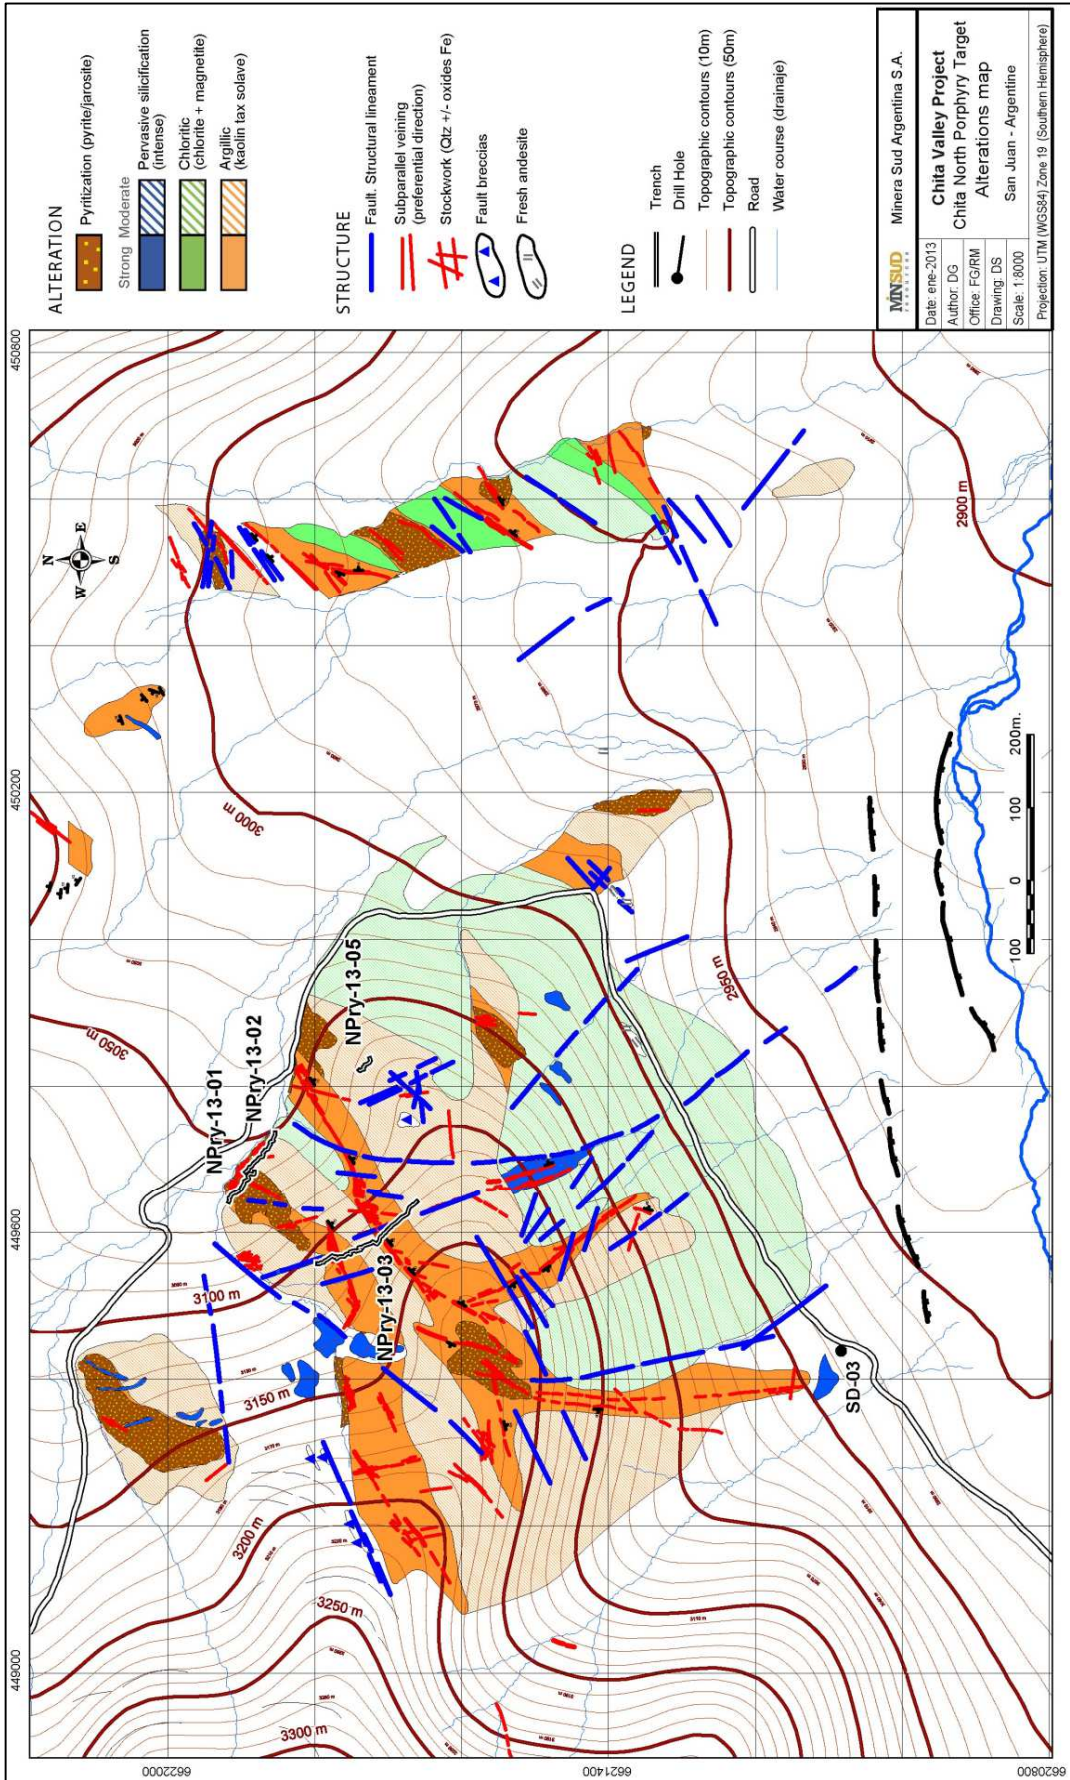 ALTERATION
Pyritization (pyrite/jarosite)
Strong Moderate
Pervasive silicification
(intense)
Chloritic
(chlorite + magnetite)
Argillic
(kaolin tax solave)
STRUCTURE
Fault. Structural lineament
Subparallel veining
(preferential direction)
Stockwork (Qtz +/- oxides Fe)
Fault breccias
Fresh andesite
LEGEND
Trench
Drill Hole
Topographic contours (10m)
Topographic contours (50m)
Road
Water course (drainaje)
MINSUD
Minera Sud Argentina S.A.
Date: ene-2013
Author: DG
Office: FG/RM
Drawing: DS
Scale: 1:8000
Chita Valley Project
Chita North Porphyry Target
Alterations map
San Juan - Argentine
Projection: UTM (WGS84) Zone 19 (Southern Hemisphere)
449000
449600
450200
450800
6622000
6621400
6620800
N
W
E
S
3050 m
3000 m
NPry-13-01
NPry-13-02
NPry-13-05
NPry-13-03
3100 m
3150 m
3200 m
3250 m
3300 m
2950 m
2900 m
SD-03
100
0
100
200m.